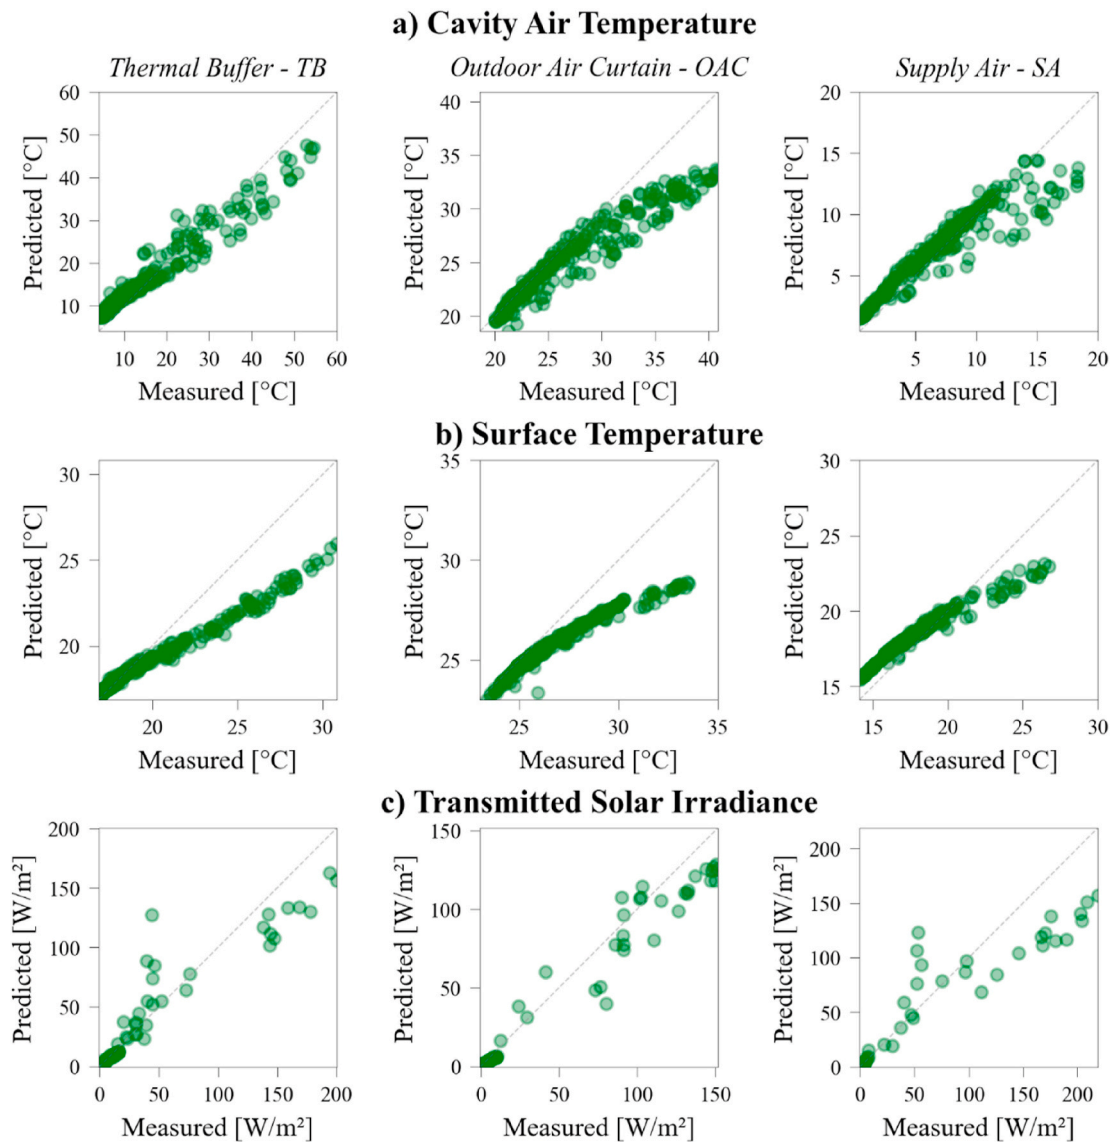 a) Cavity Air Temperature
Thermal Buffer - TB
Outdoor Air Curtain - OAC
Supply Air - SA
Predicted [°C]
60
50
40
30
20
10
10 20 30 40 50 60
Measured [°C]
Predicted [°C]
40
35
30
25
20
20 25 30 35 40
Measured [°C]
Predicted [°C]
20
15
10
5
5 10 15 20
Measured [°C]
b) Surface Temperature
Predicted [°C]
30
25
20
20 25 30
Measured [°C]
Predicted [°C]
35
30
25
25 30 35
Measured [°C]
Predicted [°C]
30
25
20
15
15 20 25 30
Measured [°C]
c) Transmitted Solar Irradiance
Predicted [W/m²]
200
150
100
50
0
0 50 100 150 200
Measured [W/m²]
Predicted [W/m²]
150
100
50
0
0 50 100 150
Measured [W/m²]
Predicted [W/m²]
200
150
100
50
0
0 50 100 150 200
Measured [W/m²]